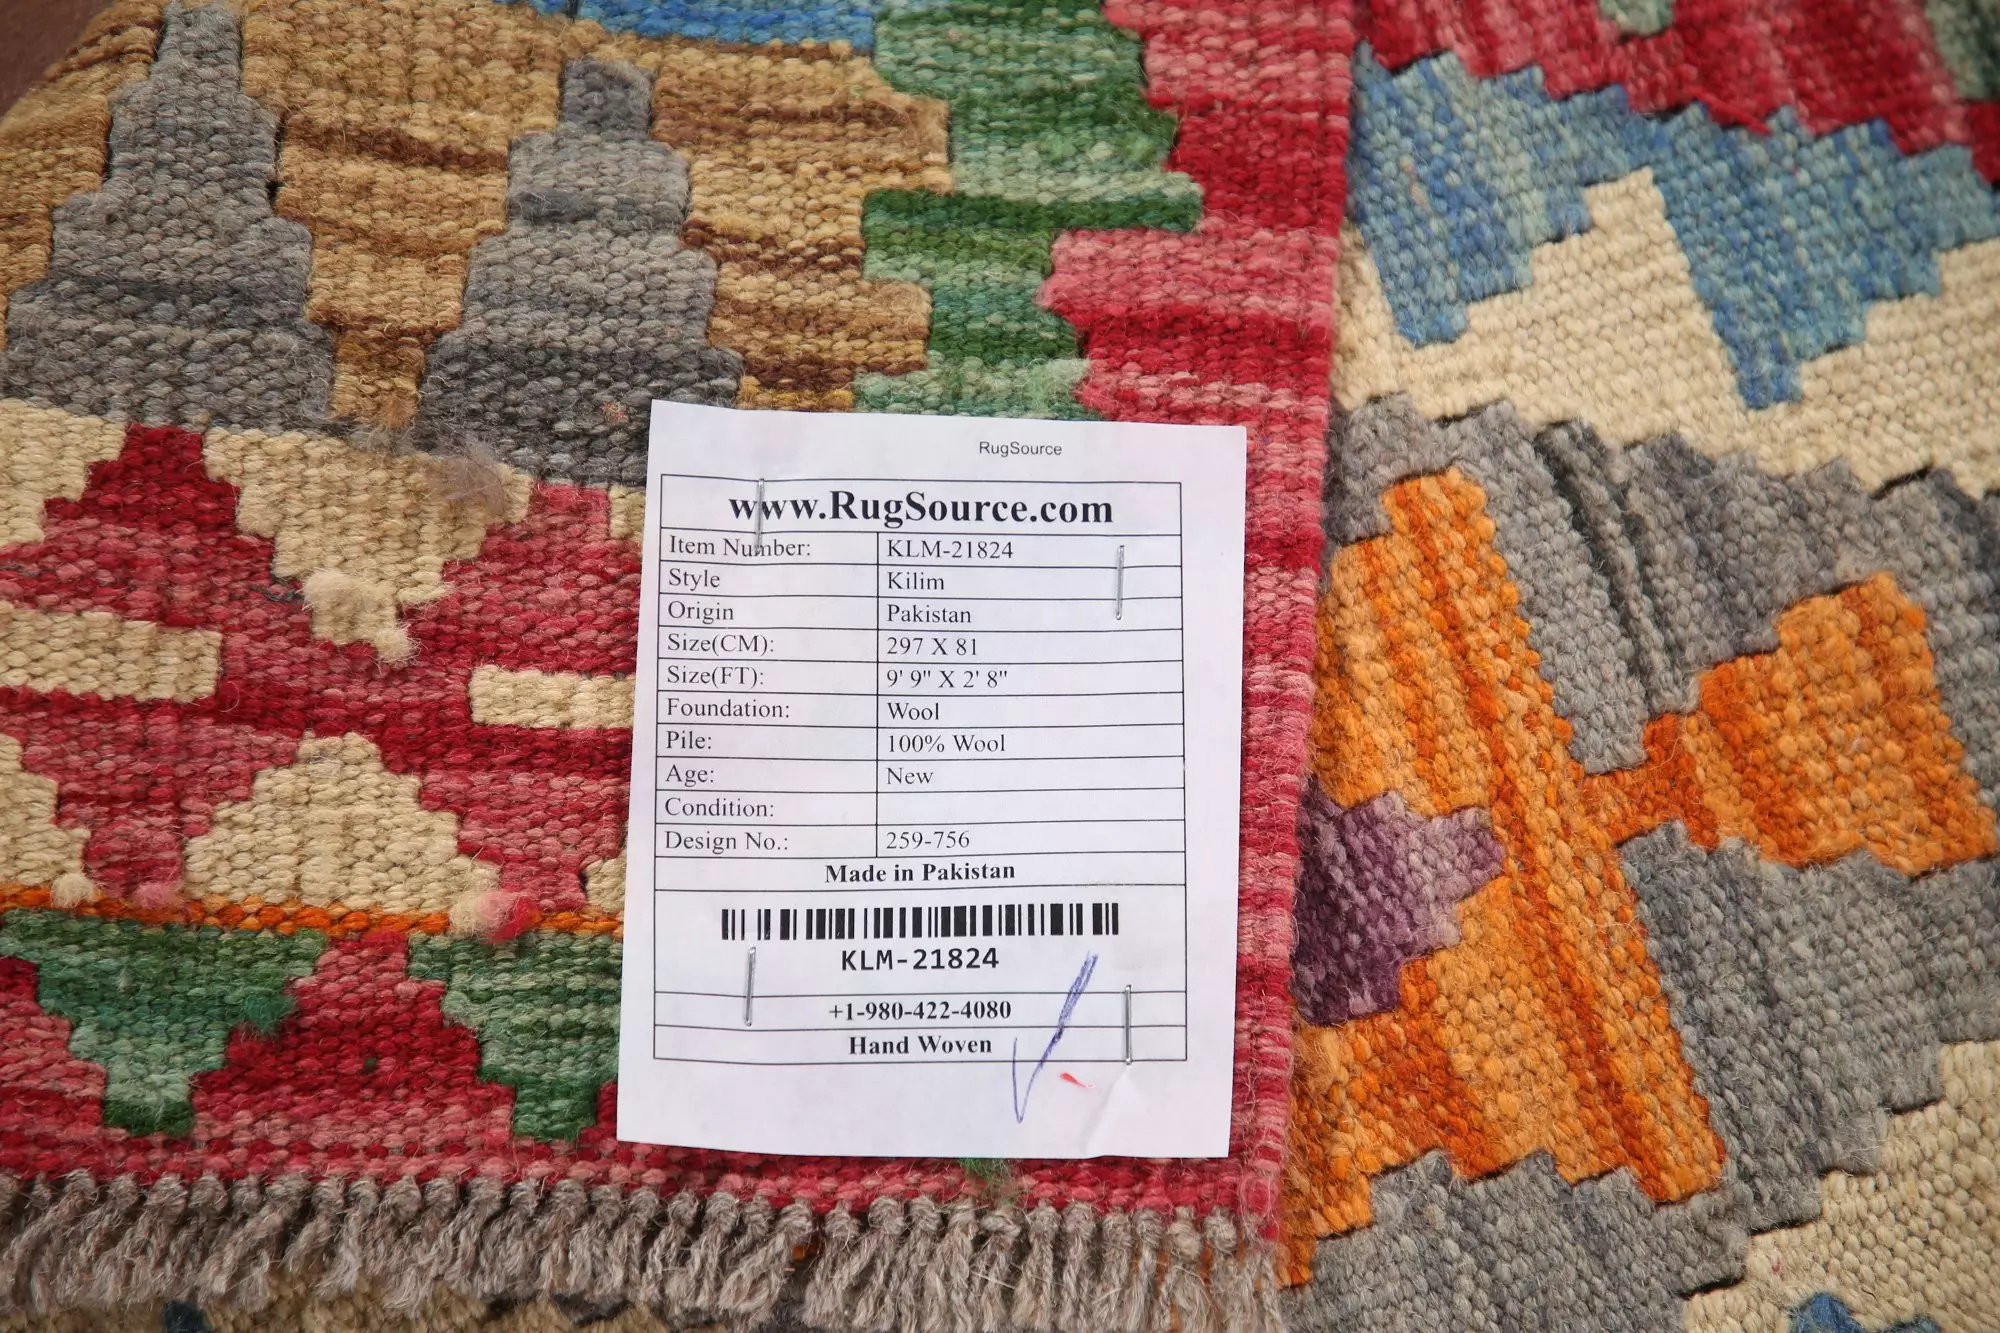 RugSource
www.RugSource.com
Item Number: KLM-21824
Style Kilim
Origin Pakistan
Size(CM): 297 X 81
Size(FT): 9' 9" X 2' 8"
Foundation: Wool
Pile: 100% Wool
Age: New
Condition:
Design No.: 259-756
Made in Pakistan
KLM-21824
+1-980-422-4080
Hand Woven